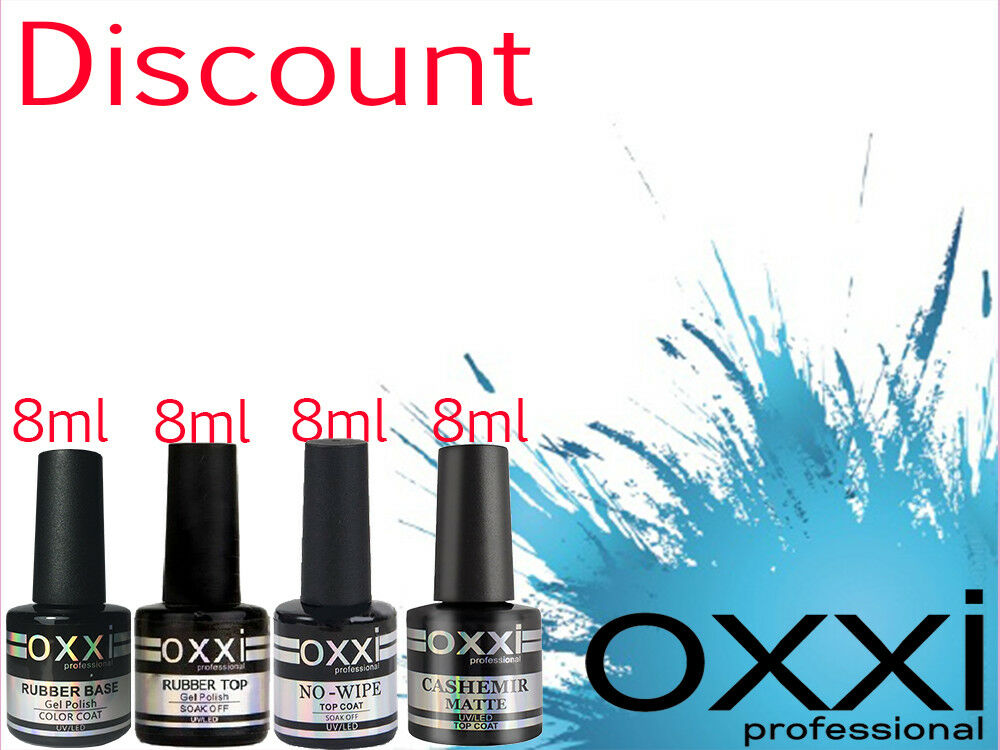 Discount
8ml 8ml 8ml 8ml
OXXI
professional
RUBBER BASE
Gel Polish
COLOR COAT
UV/LED
OXXI
professional
RUBBER TOP
Gel Polish
SOAK OFF
UV/LED
OXXI
professional
NO-WIPE
TOP COAT
SOAK OFF
UV/LED
OXXI
professional
CASHEMIR
MATTE
UV/LED
TOP COAT
oxxi
professional